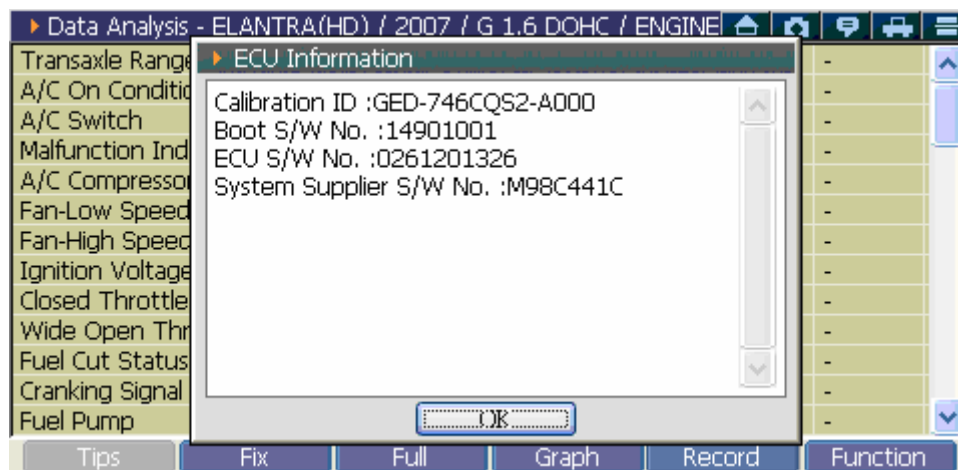 Data Analysis - ELANTRA(HD) / 2007 / G 1.6 DOHC / ENGINE
ECU Information
Calibration ID :GED-746CQS2-A000
Boot S/W No. :14901001
ECU S/W No. :0261201326
System Supplier S/W No. :M98C441C
OK
Transaxle Range -
A/C On Conditio -
A/C Switch -
Malfunction Ind -
A/C Compressor -
Fan-Low Speed -
Fan-High Speed -
Ignition Voltage -
Closed Throttle -
Wide Open Thr -
Fuel Cut Status -
Cranking Signal -
Fuel Pump -
Tips Fix Full Graph Record Function